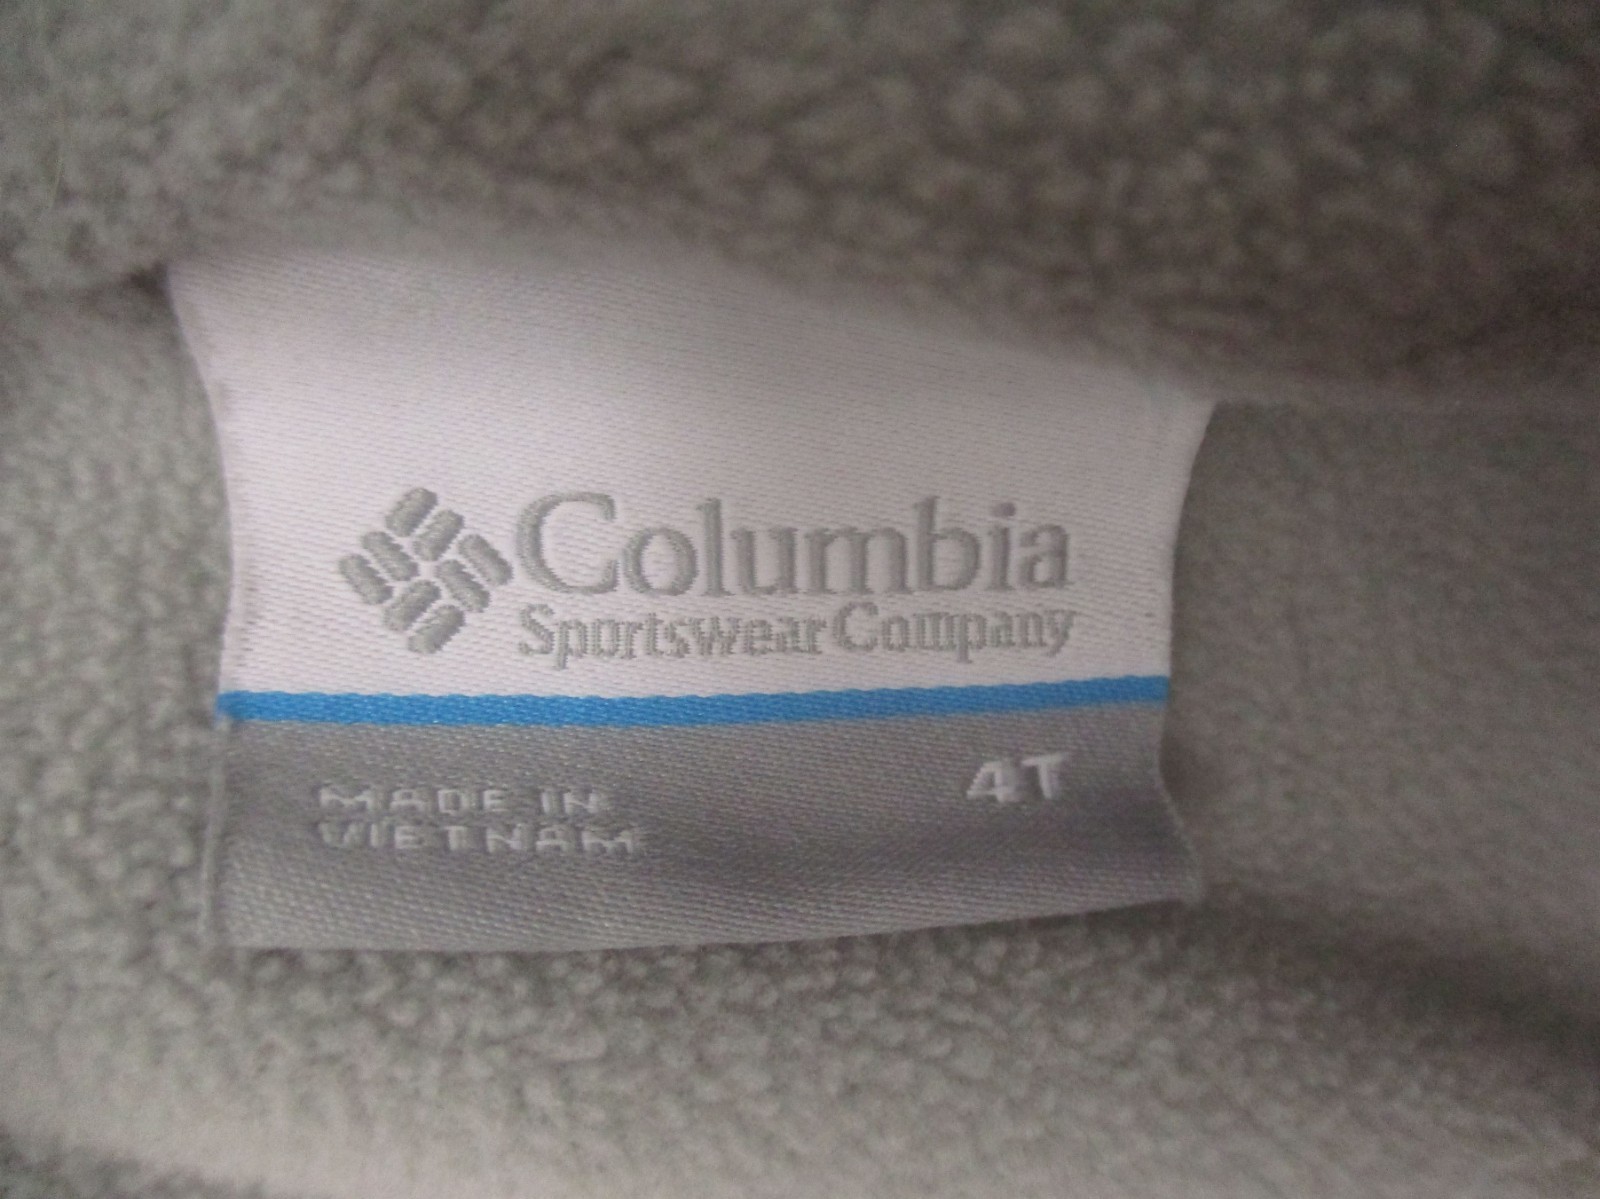 Columbia
Sportswear Company
MADE IN
VIETNAM
4T